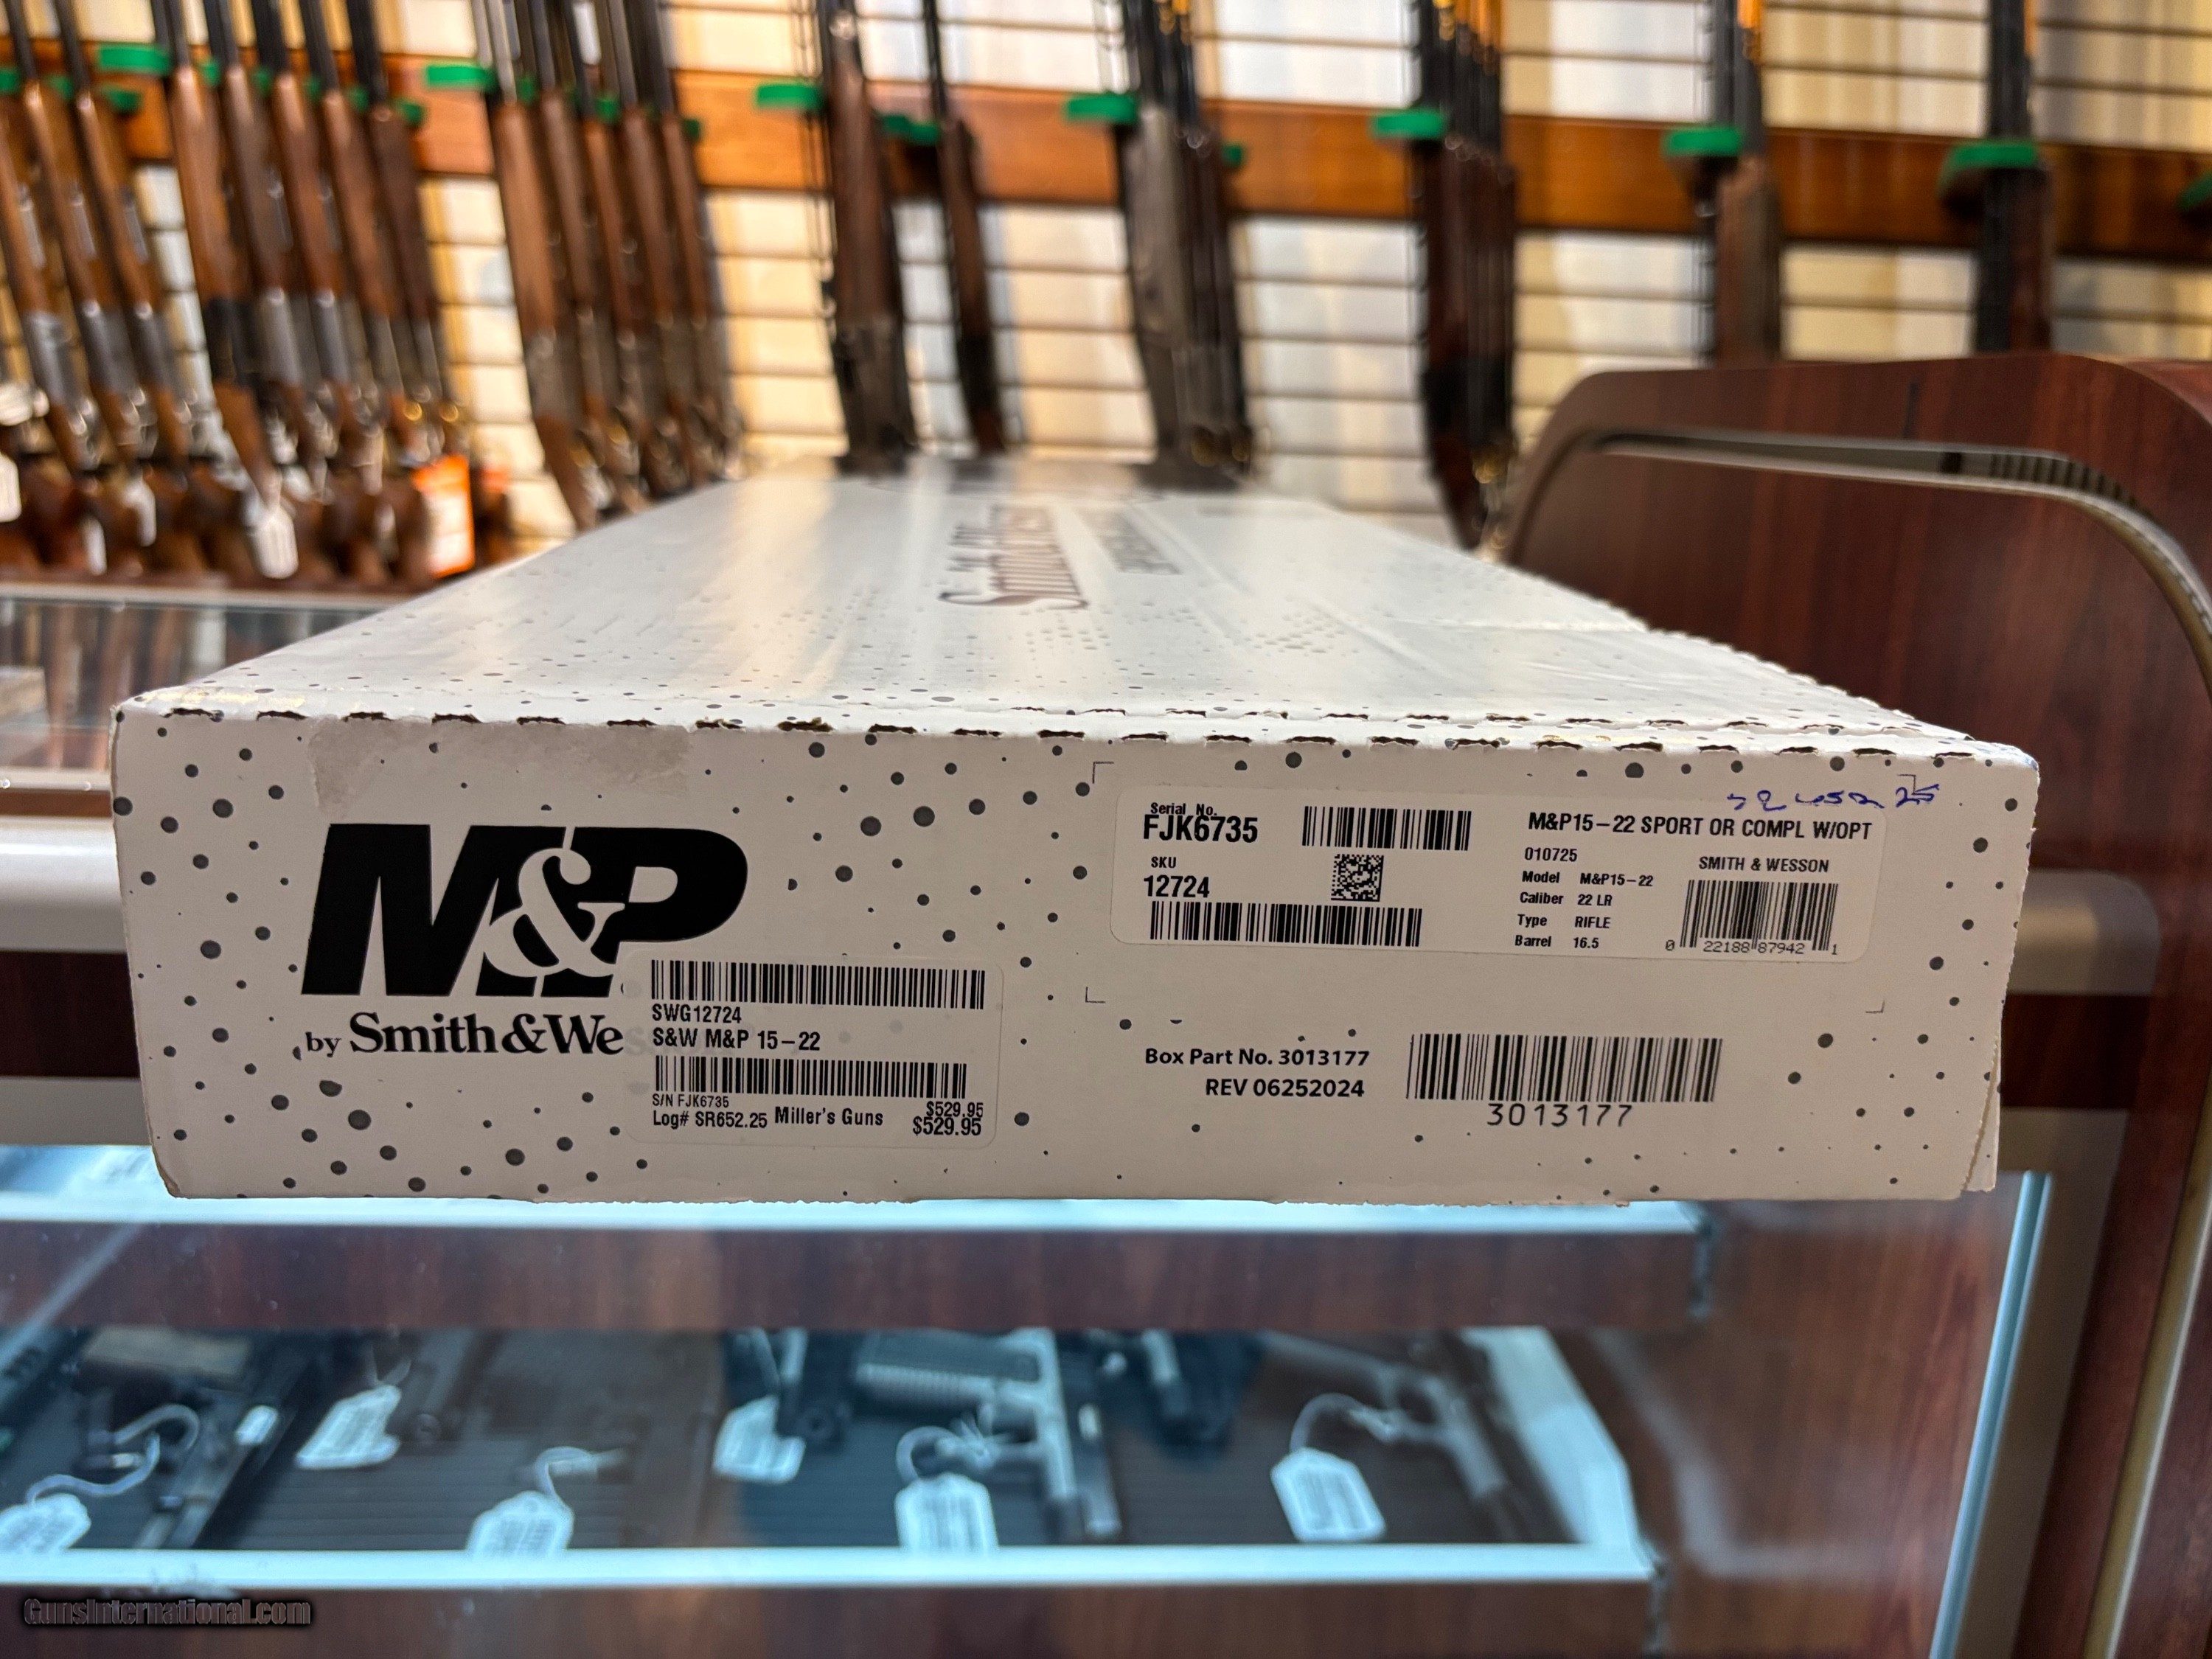 Smith&Wesson
M&P
by Smith&We
SWG12724
S&W M&P 15-22
S/N FJK6735
$529.95
Log# SR652.25 Miller's Guns $529.95
Serial No.
FJK6735
SKU
12724
M&P15-22 SPORT OR COMPL W/OPT
010725
SMITH & WESSON
Model M&P15-22
Caliber 22 LR
Type RIFLE
Barrel 16.5
0 22188 87942 1
Box Part No. 3013177
REV 06252024
3013177
GunsInternational.com